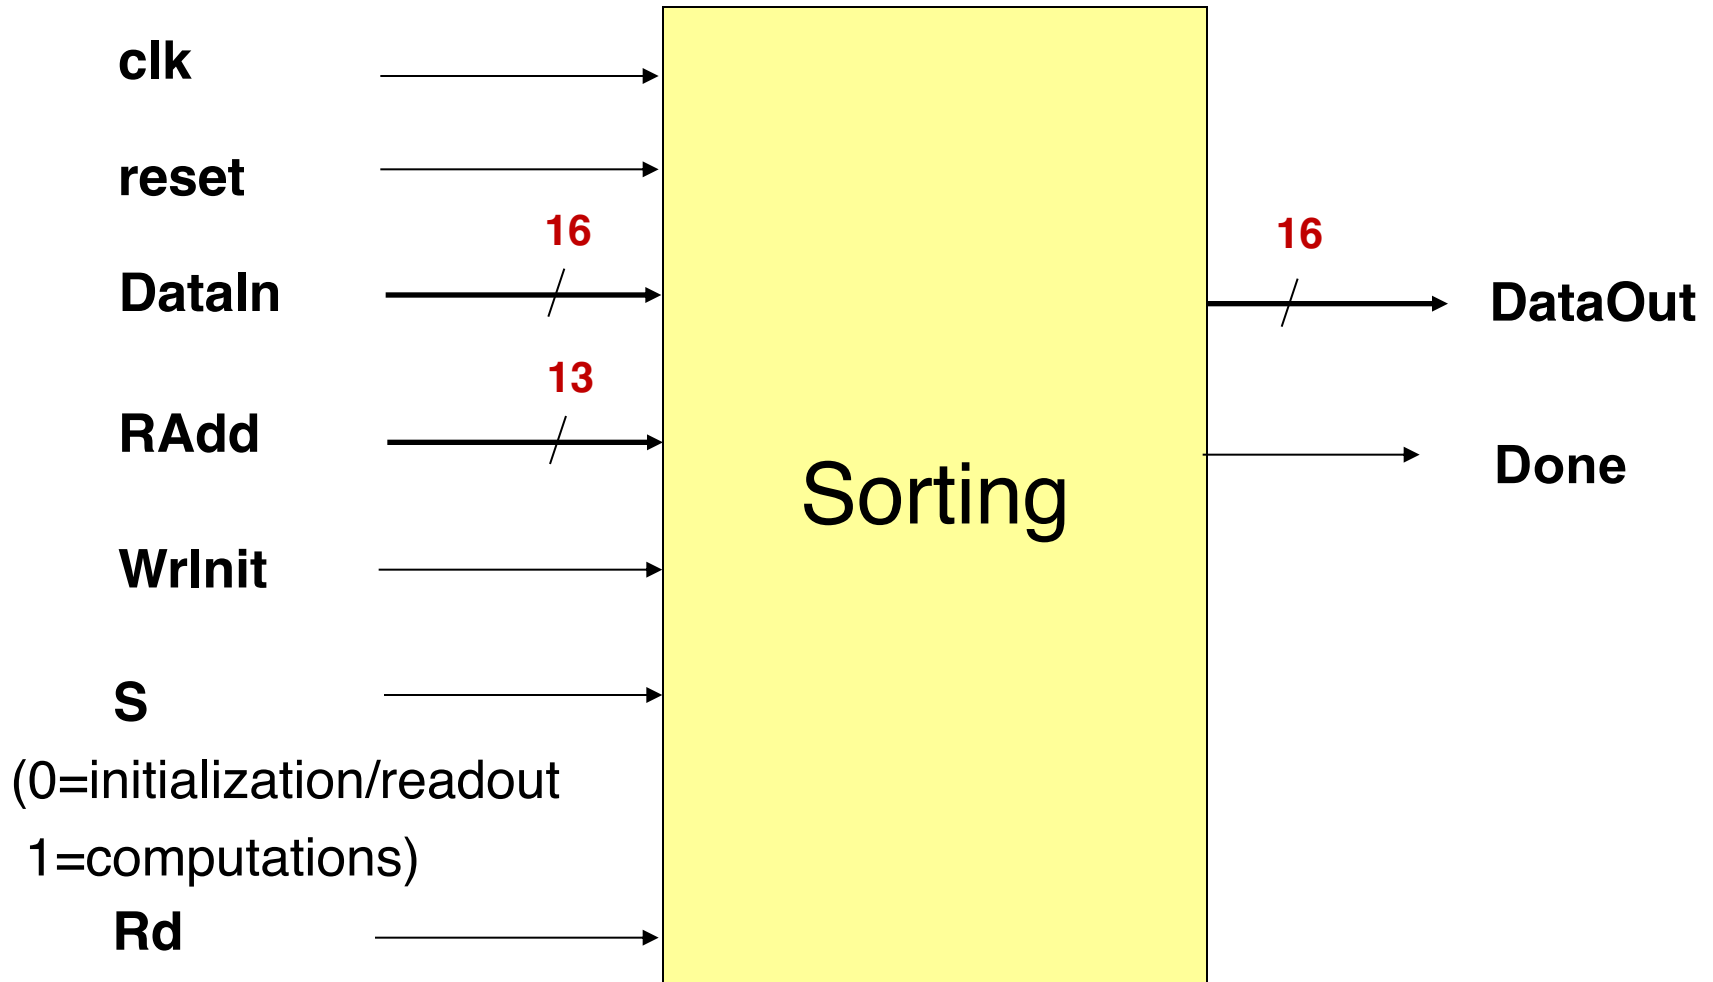 clk
reset
16
DataIn
16
DataOut
13
RAdd
Done
Sorting
WrInit
S
(0=initialization/readout
1=computations)
Rd